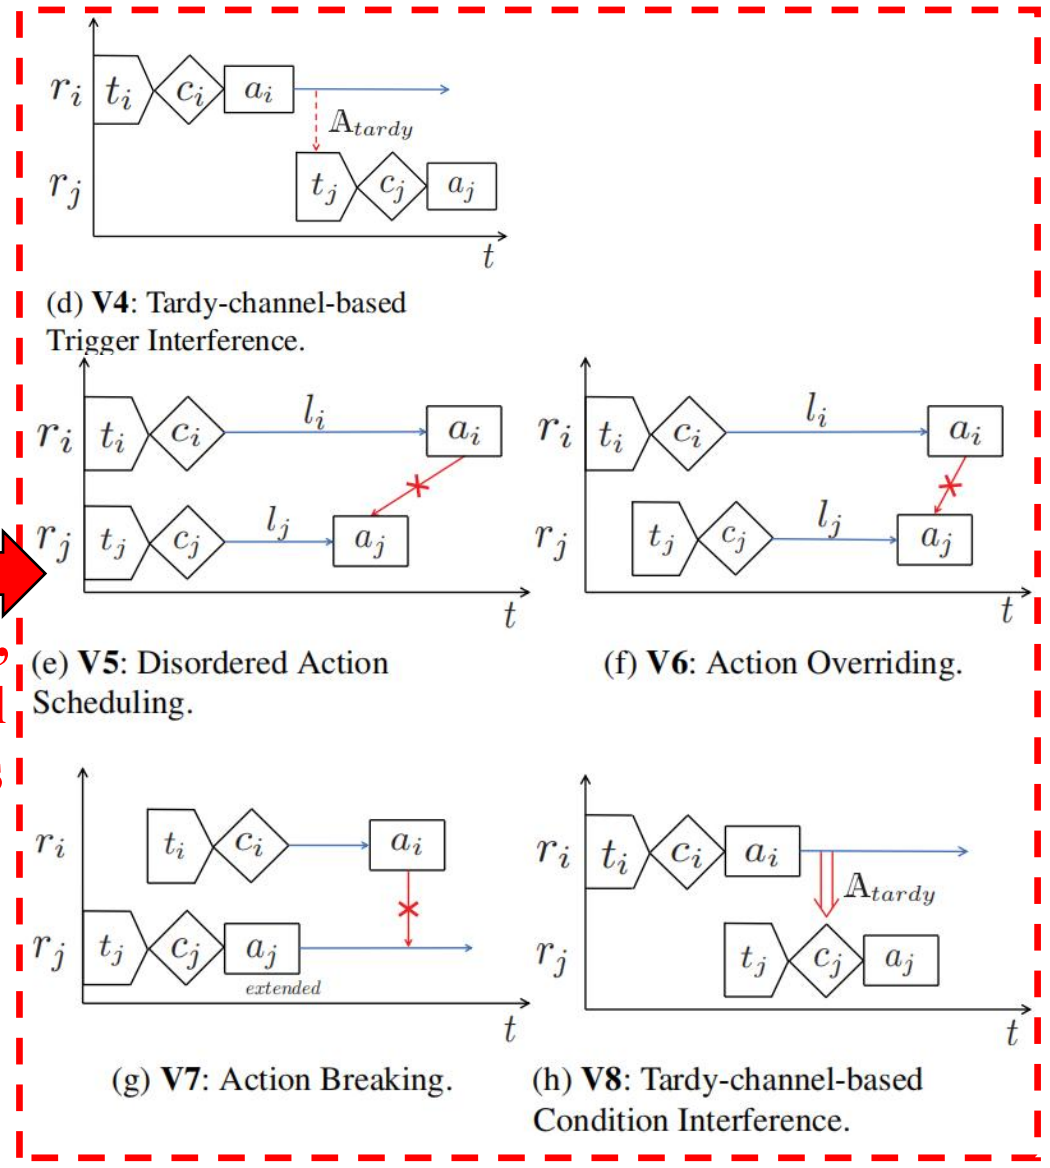 r_i t_i c_i a_i
𝔸_tardy
r_j t_j c_j a_j
t
(d) V4: Tardy-channel-based
Trigger Interference.
r_i t_i c_i l_i a_i
r_j t_j c_j l_j a_j
t
(e) V5: Disordered Action
Scheduling.
r_i t_i c_i l_i a_i
r_j t_j c_j l_j a_j
t
(f) V6: Action Overriding.
r_i t_i c_i a_i
r_j t_j c_j a_j
extended
t
(g) V7: Action Breaking.
r_i t_i c_i a_i
𝔸_tardy
r_j t_j c_j a_j
t
(h) V8: Tardy-channel-based
Condition Interference.